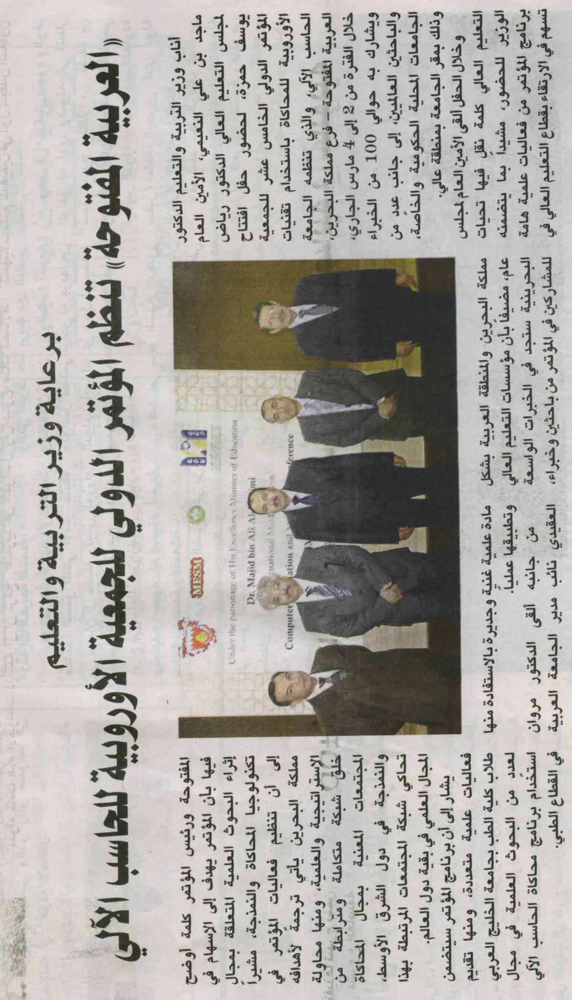 برعاية وزير التربية والتعليم
«العربية المفتوحة» تنظم المؤتمر الدولي للجمعية الأوروبية للحاسب الآلي
أناب وزير التربية والتعليم الدكتور
ماجد بن علي النعيمي، الأمين العام
لمجلس التعليم العالي الدكتور رياض
يوسف حمزة، لحضور حفل افتتاح
المؤتمر الدولي الخامس عشر للجمعية
الأوروبية للمحاكاة باستخدام تقنيات
الحاسب الآلي، والذي تنظمه الجامعة
العربية المفتوحة - فرع مملكة البحرين،
خلال الفترة من 2 إلى 4 مارس الجاري،
ويشارك به حوالي 100 من الخبراء
والباحثين العالميين، إلى جانب عدد من
الجامعات المحلية الحكومية والخاصة،
وذلك بمقر الجامعة بمنطقة عالي.
وخلال الحفل ألقى الأمين العام لمجلس
التعليم العالي كلمة نقل فيها تحيات
الوزير للحضور، مشيداً بما يتضمنه
برنامج المؤتمر من فعاليات علمية هامة
تسهم في الارتقاء بقطاع التعليم العالي في
مملكة البحرين والمنطقة العربية بشكل
عام، مضيفاً بأن مؤسسات التعليم العالي
البحرينية ستجد في الخبرات الواسعة
للمشاركين في المؤتمر من باحثين وخبراء،
مادة علمية غنية وجديرة بالاستفادة منها
وتطبيقها عملياً.
من جانبه ألقى الدكتور مروان
العقيدي نائب مدير الجامعة العربية
المفتوحة ورئيس المؤتمر كلمة أوضح
فيها بأن المؤتمر يهدف إلى الإسهام في
إثراء البحوث العلمية المتعلقة بمجال
تكنولوجيا المحاكاة والنمذجة، مشيراً
إلى أن تنظيم فعاليات المؤتمر في
مملكة البحرين يأتي ترجمةً لأهدافه
الاستراتيجية والعلمية، ومنها محاولة
خلق شبكة متكاملة ومترابطة من
المجتمعات المعنية بمجال المحاكاة
والنمذجة في دول الشرق الأوسط،
تحاكي شبكة المجتمعات المرتبطة بهذا
المجال العلمي في بقية دول العالم.
يشار إلى أن برنامج المؤتمر سيتضمن
فعاليات علمية متعددة، ومنها تقديم
طلاب كلية الطب بجامعة الخليج العربي
لعدد من البحوث العلمية في مجال
استخدام برنامج محاكاة الحاسب الآلي
في القطاع الطبي.
MESM
Under the patronage of His Excellency Minister of Education
Dr. Majid bin Ali Al
Computer